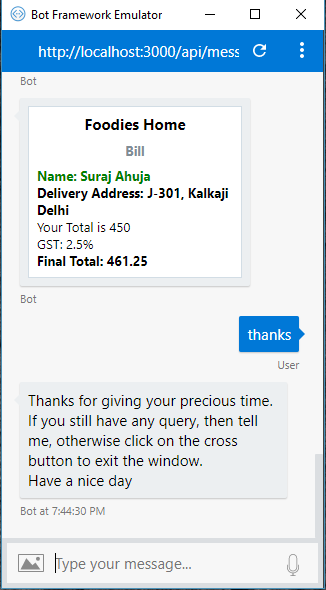 Bot Framework Emulator
http://localhost:3000/api/mess
Bot
Foodies Home
Bill
Name: Suraj Ahuja
Delivery Address: J-301, Kalkaji
Delhi
Your Total is 450
GST: 2.5%
Final Total: 461.25
Bot
thanks
User
Thanks for giving your precious time.
If you still have any query, then tell
me, otherwise click on the cross
button to exit the window.
Have a nice day
Bot at 7:44:30 PM
Type your message...